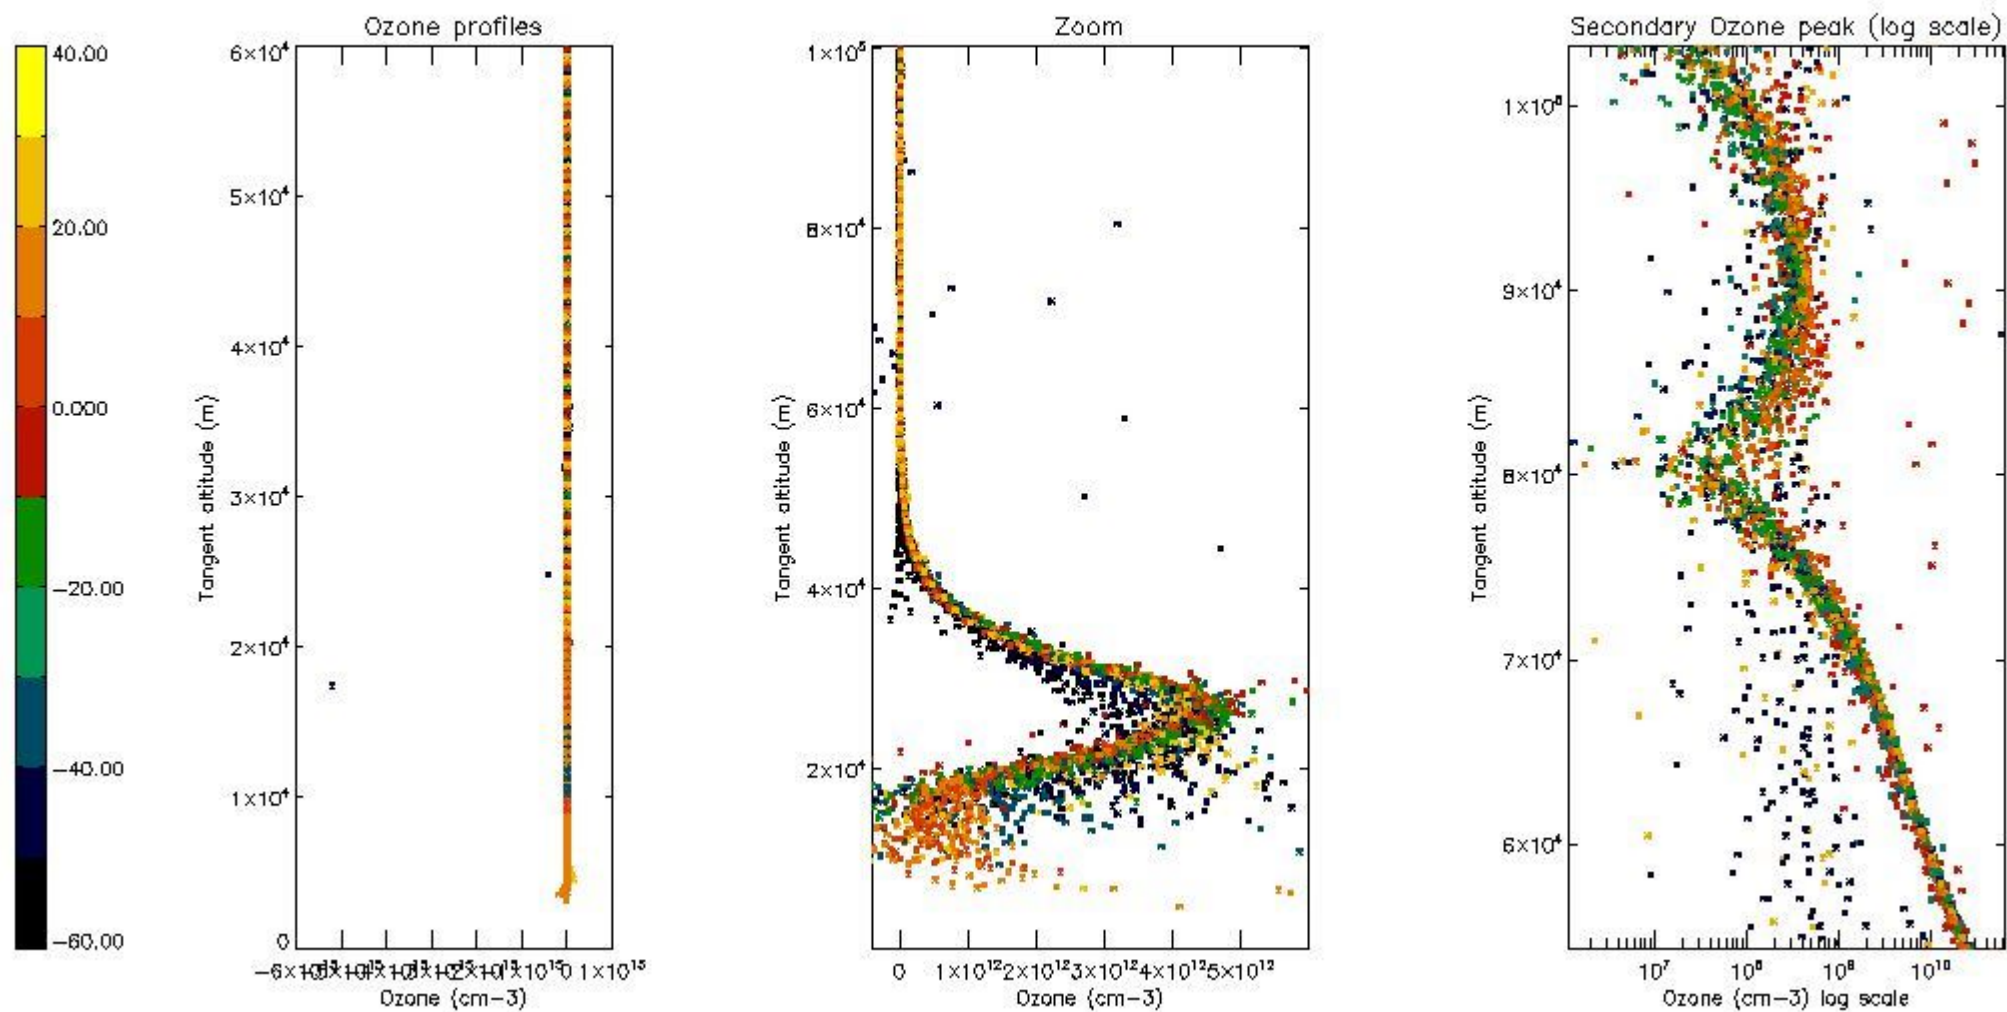 Ozone profiles
Zoom
Secondary Ozone peak (log scale)
40.00
20.00
0.000
-20.00
-40.00
-60.00
6×10⁴
5×10⁴
4×10⁴
3×10⁴
2×10⁴
1×10⁴
0
Tangent altitude (m)
0 1×10¹⁵
Ozone (cm-3)
1×10⁵
8×10⁴
6×10⁴
4×10⁴
2×10⁴
Tangent altitude (m)
0 1×10¹² 2×10¹² 3×10¹² 4×10¹² 5×10¹²
Ozone (cm-3)
9×10⁴
8×10⁴
7×10⁴
6×10⁴
Tangent altitude (m)
10⁷ 10⁸ 10⁹ 10¹⁰
Ozone (cm-3) log scale